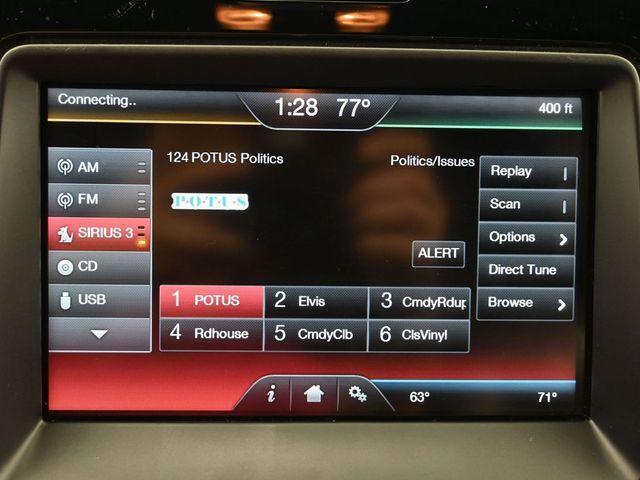 Connecting..
1:28 77°
400 ft
124 POTUS Politics
Politics/Issues
AM
FM
SIRIUS 3
CD
USB
P·O·T·U·S
ALERT
Replay
Scan
Options
Direct Tune
Browse
1 POTUS
2 Elvis
3 CmdyRdup
4 Rdhouse
5 CmdyClb
6 ClsVinyl
i
63°
71°